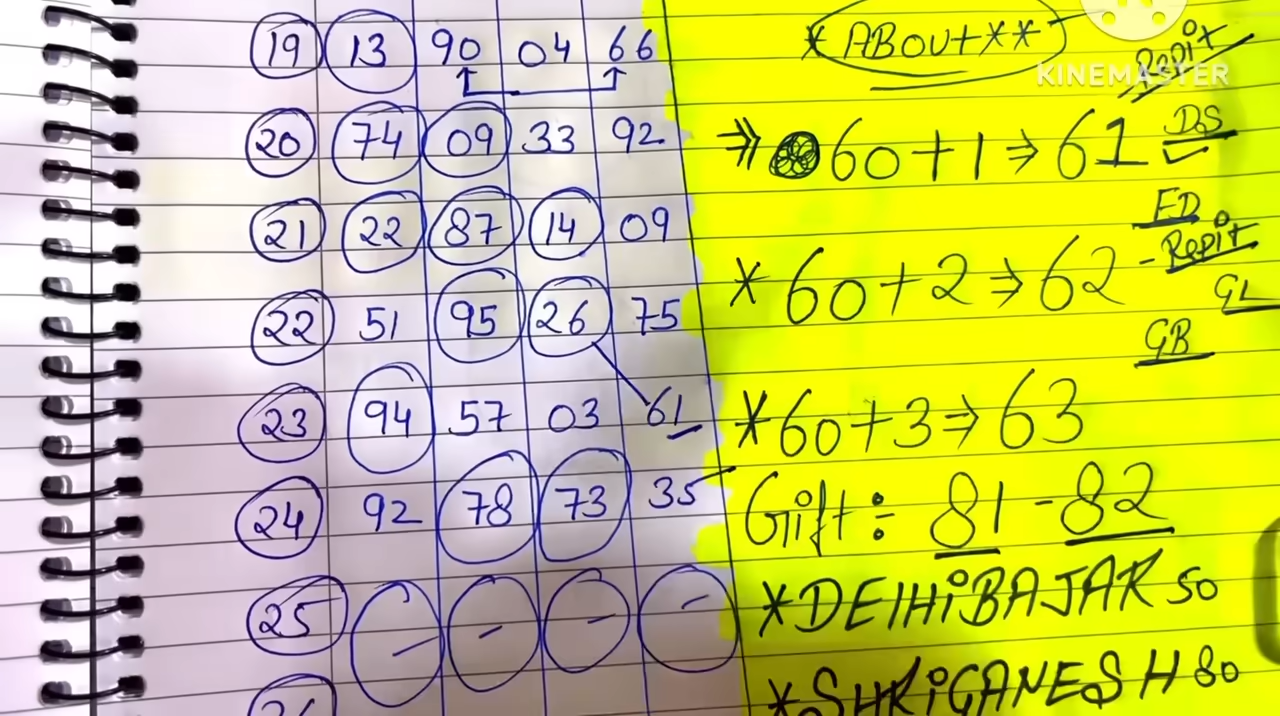 19 13 90 04 66
20 74 09 33 92
21 22 87 14 09
22 51 95 26 75
23 94 57 03 61
24 92 78 73 35
25 - - - -
*ABOUt**
Repit
KINEMASTER
60+1⇒61 DS
FD
*60+2⇒62 -Repit
GL
GB
*60+3⇒63
Gift: 81-82
*DElHiBAJAR 50
*SHRiGANESH 80